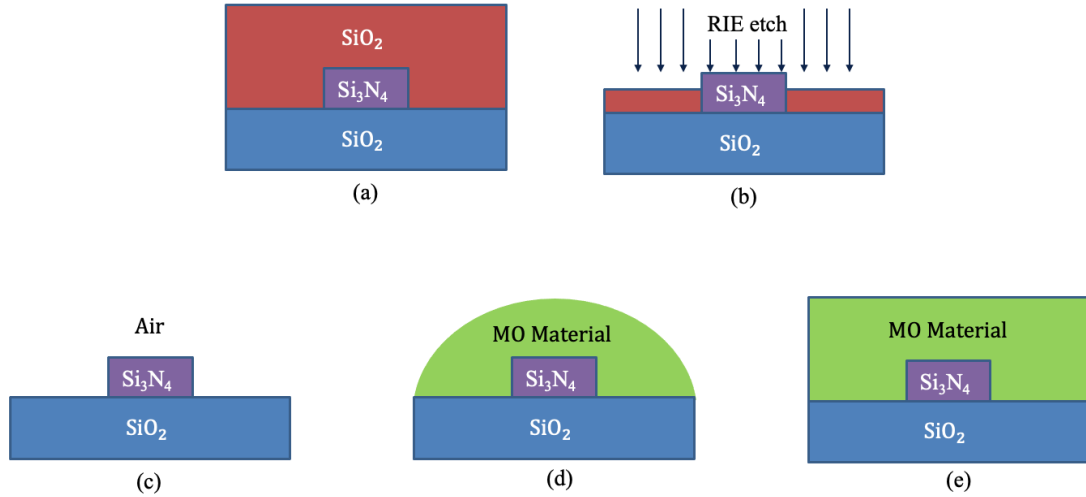 SiO₂
Si₃N₄
SiO₂
(a)
RIE etch
Si₃N₄
SiO₂
(b)
Air
Si₃N₄
SiO₂
(c)
MO Material
Si₃N₄
SiO₂
(d)
MO Material
Si₃N₄
SiO₂
(e)